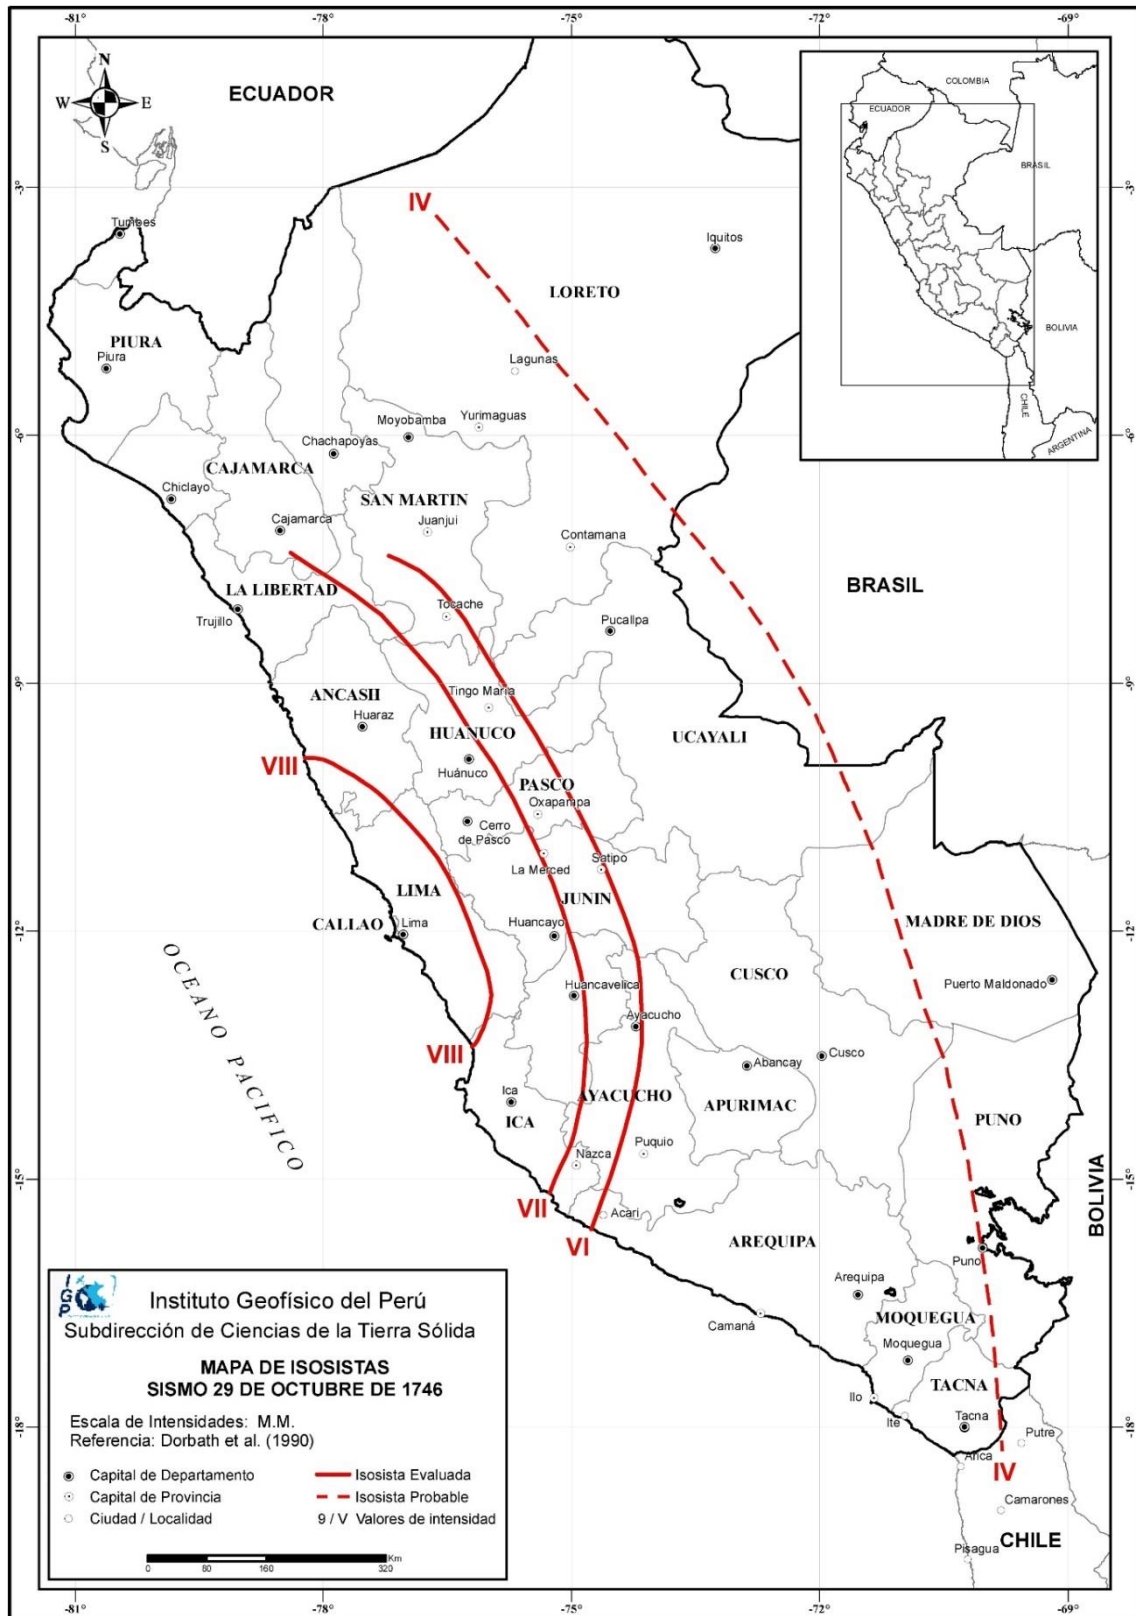 -81° -78° -75° -72° -69°
N
W E
S
ECUADOR
COLOMBIA
ECUADOR
BRASIL
BOLIVIA
CHILE
ARGENTINA
-3° -3°
IV
Tumbes
Iquitos
LORETO
PIURA
Piura
Lagunas
Moyobamba
Yurimaguas
-6° -6°
Chachapoyas
CAJAMARCA
Chiclayo
SAN MARTIN
Cajamarca
Juanjui
Contamana
LA LIBERTAD
BRASIL
Tocache
Trujillo
Pucallpa
-9° -9°
ANCASH
Tingo Maria
Huaraz
HUANUCO
UCAYALI
VIII
Huánuco
PASCO
Oxapampa
Cerro
de Pasco
La Merced
Satipo
LIMA
JUNIN
CALLAO
Lima
Huancayo
MADRE DE DIOS
-12° -12°
OCEANO PACIFICO
CUSCO
Huancavelica
Puerto Maldonado
Ayacucho
VIII
Abancay
Cusco
Ica
AYACUCHO
APURIMAC
ICA
PUNO
Puquio
Nazca
-15° -15°
VII
Acari
BOLIVIA
VI
AREQUIPA
Puno
Arequipa
Camaná
MOQUEGUA
Moquegua
Ilo
TACNA
Ite
Tacna
-18° -18°
Putre
Arica
IV
Camarones
CHILE
Pisagua
IGP
Instituto Geofísico del Perú
Subdirección de Ciencias de la Tierra Sólida
MAPA DE ISOSISTAS
SISMO 29 DE OCTUBRE DE 1746
Escala de Intensidades: M.M.
Referencia: Dorbath et al. (1990)
Capital de Departamento Isosista Evaluada
Capital de Provincia Isosista Probable
Ciudad / Localidad 9 / V Valores de intensidad
Km
0 80 160 320
-81° -78° -75° -72° -69°